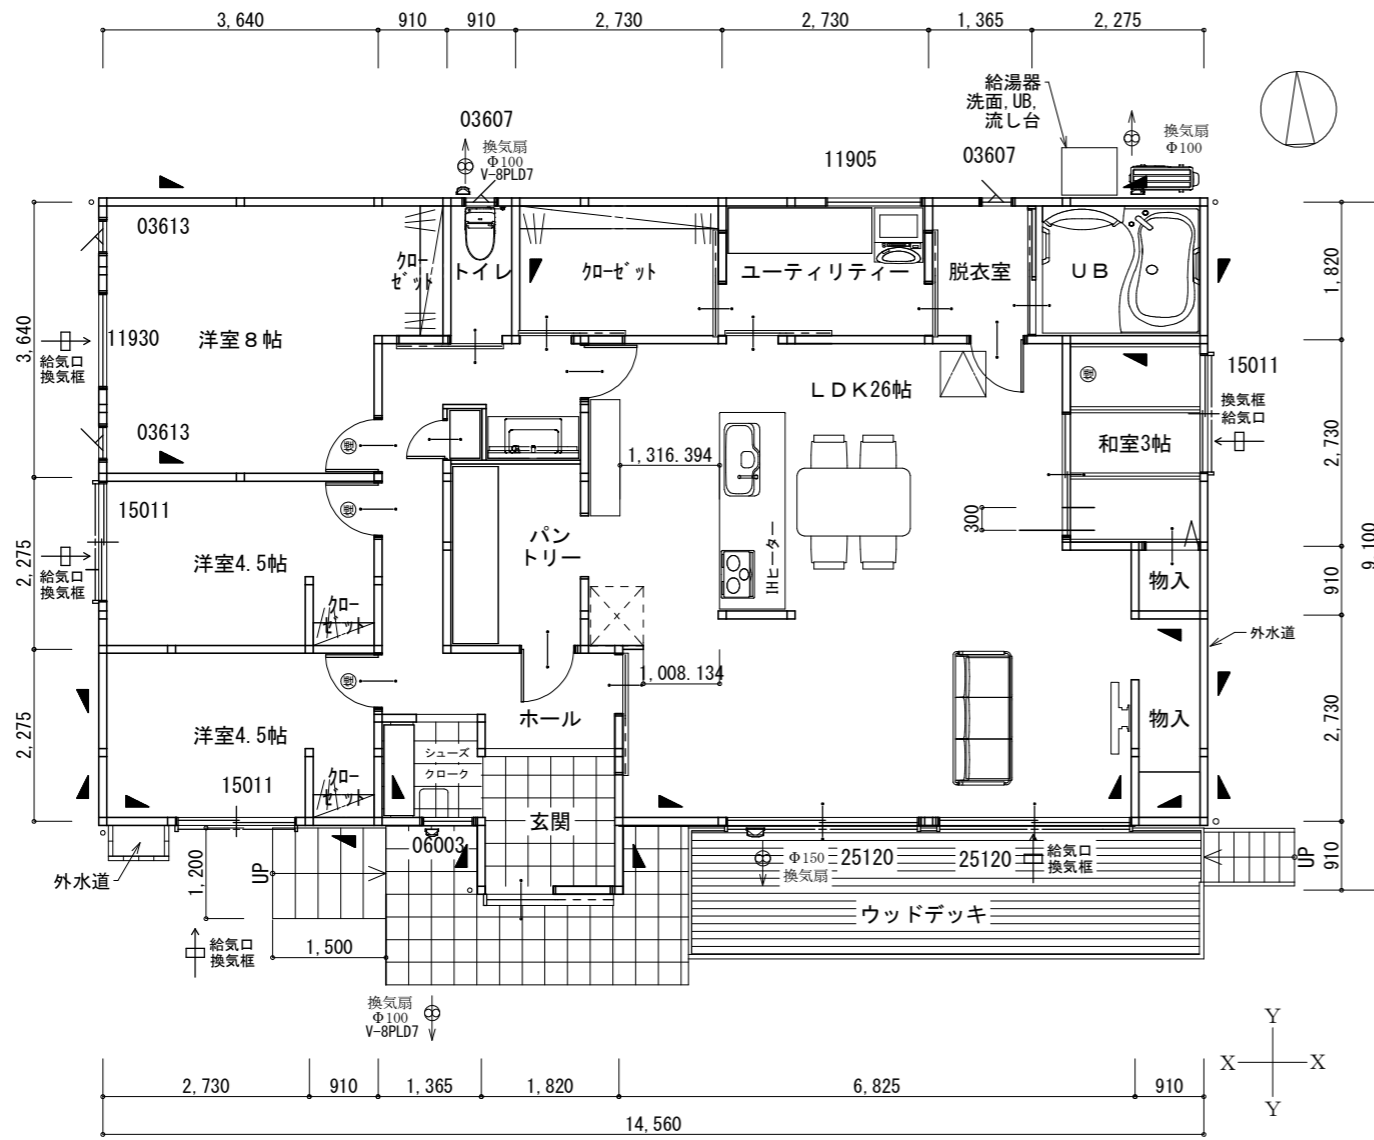 3,640
910
910
2,730
2,730
1,365
2,275
給湯器
洗面,UB,
流し台
03607
換気扇
Φ100
V-8PLD7
11905
03607
換気扇
Φ100
03613
クローゼット
トイレ
クローゼット
ユーティリティー
脱衣室
UB
1,820
3,640
11930
給気口
換気框
洋室8帖
LDK26帖
煙
15011
換気框
給気口
03613
煙
1,316.394
和室3帖
2,730
9,100
15011
煙
300
パン
トリー
IHヒーター
2,275
給気口
換気框
洋室4.5帖
クローゼット
物入
910
外水道
煙
1,008.134
2,275
洋室4.5帖
ホール
物入
2,730
シューズ
クローク
クローゼット
15011
玄関
06003
外水道
1,200
UP
Φ150
換気扇
25120
25120
給気口
換気框
UP
910
ウッドデッキ
給気口
換気框
1,500
換気扇
Φ100
V-8PLD7
Y
X
X
Y
2,730
910
1,365
1,820
6,825
910
14,560